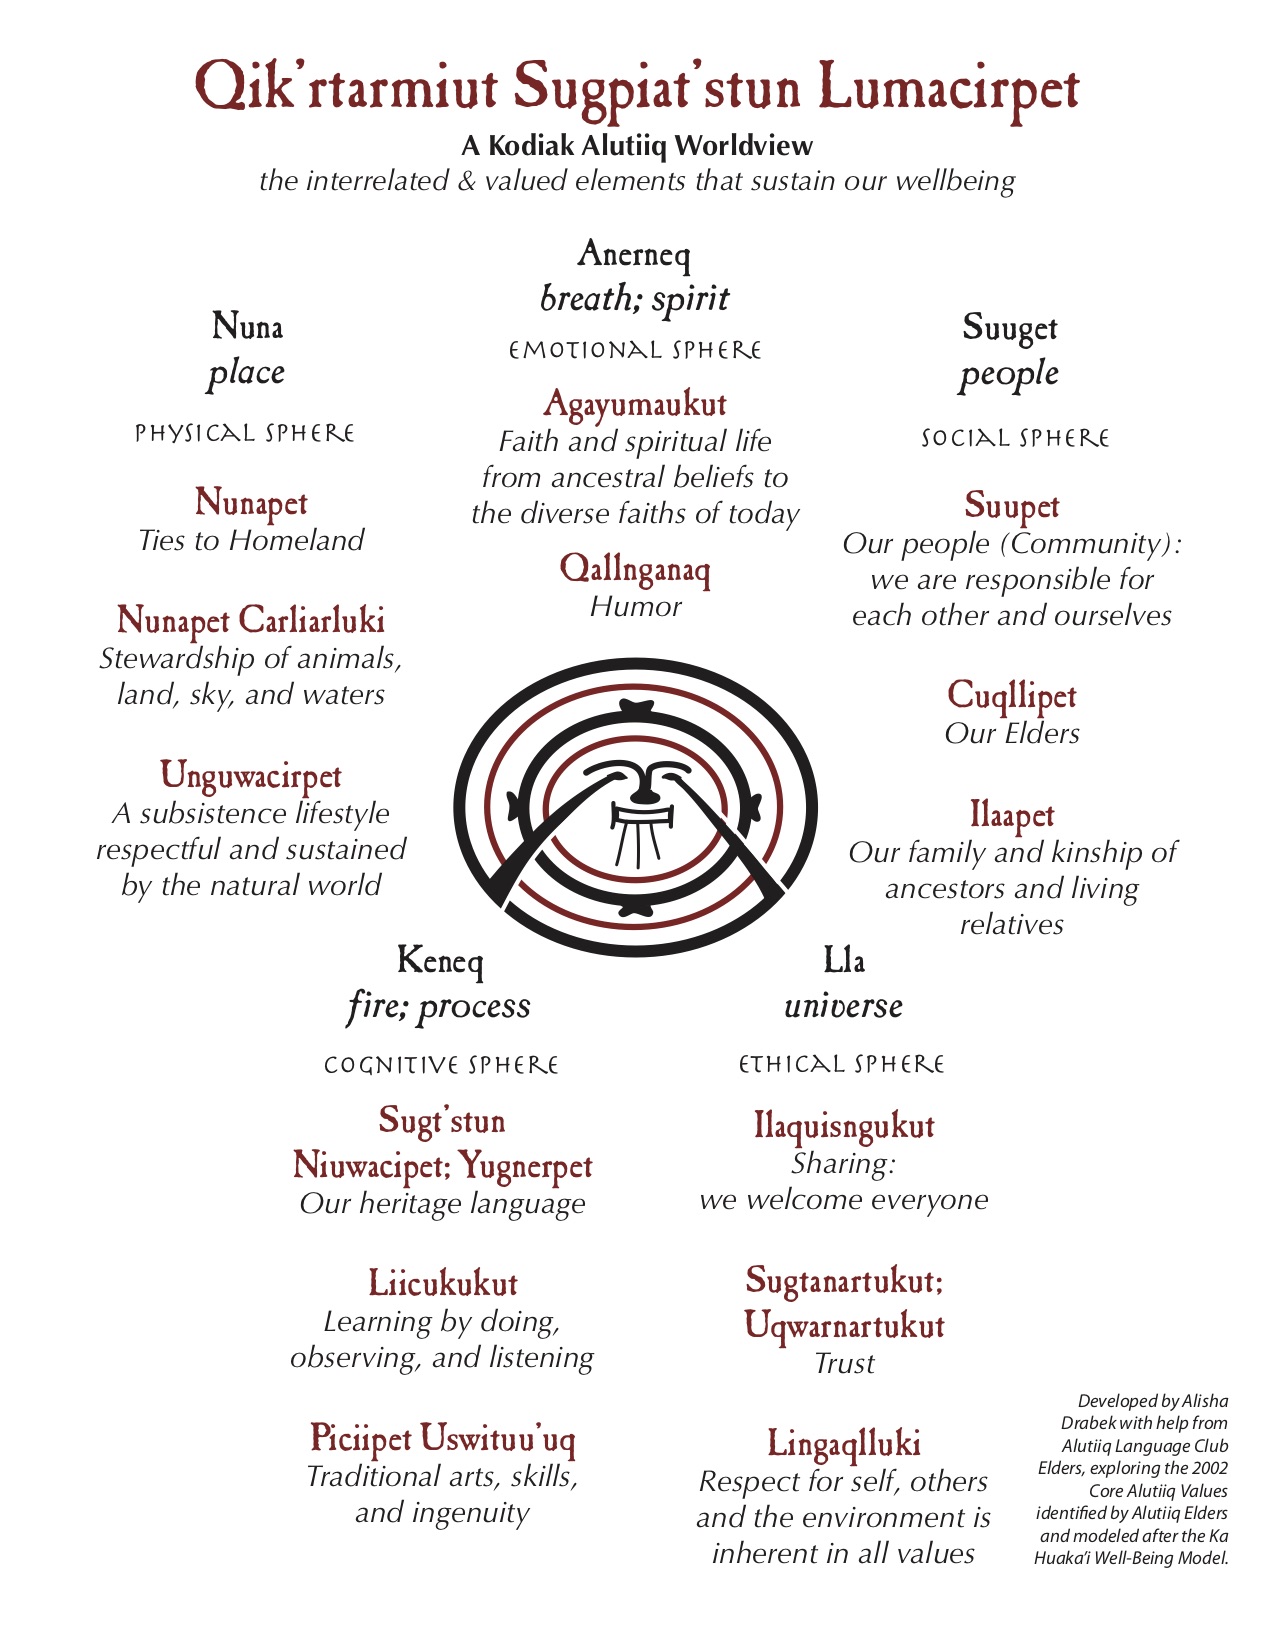 Qik'rtarmiut Sugpiat'stun Lumacirpet
A Kodiak Alutiiq Worldview
the interrelated & valued elements that sustain our wellbeing
Anerneq
breath; spirit
EMOTIONAL SPHERE
Agayumaukut
Faith and spiritual life
from ancestral beliefs to
the diverse faiths of today
Qallnganaq
Humor
Nuna
place
PHYSICAL SPHERE
Nunapet
Ties to Homeland
Nunapet Carliarluki
Stewardship of animals,
land, sky, and waters
Unguwacirpet
A subsistence lifestyle
respectful and sustained
by the natural world
Suuget
people
SOCIAL SPHERE
Suupet
Our people (Community):
we are responsible for
each other and ourselves
Cuqllipet
Our Elders
Ilaapet
Our family and kinship of
ancestors and living
relatives
Keneq
fire; process
COGNITIVE SPHERE
Sugt'stun
Niuwacipet; Yugnerpet
Our heritage language
Liicukukut
Learning by doing,
observing, and listening
Piciipet Uswituu'uq
Traditional arts, skills,
and ingenuity
Lla
universe
ETHICAL SPHERE
Ilaquisngukut
Sharing:
we welcome everyone
Sugtanartukut;
Uqwarnartukut
Trust
Lingaqlluki
Respect for self, others
and the environment is
inherent in all values
Developed by Alisha
Drabek with help from
Alutiiq Language Club
Elders, exploring the 2002
Core Alutiiq Values
identified by Alutiiq Elders
and modeled after the Ka
Huaka'i Well-Being Model.